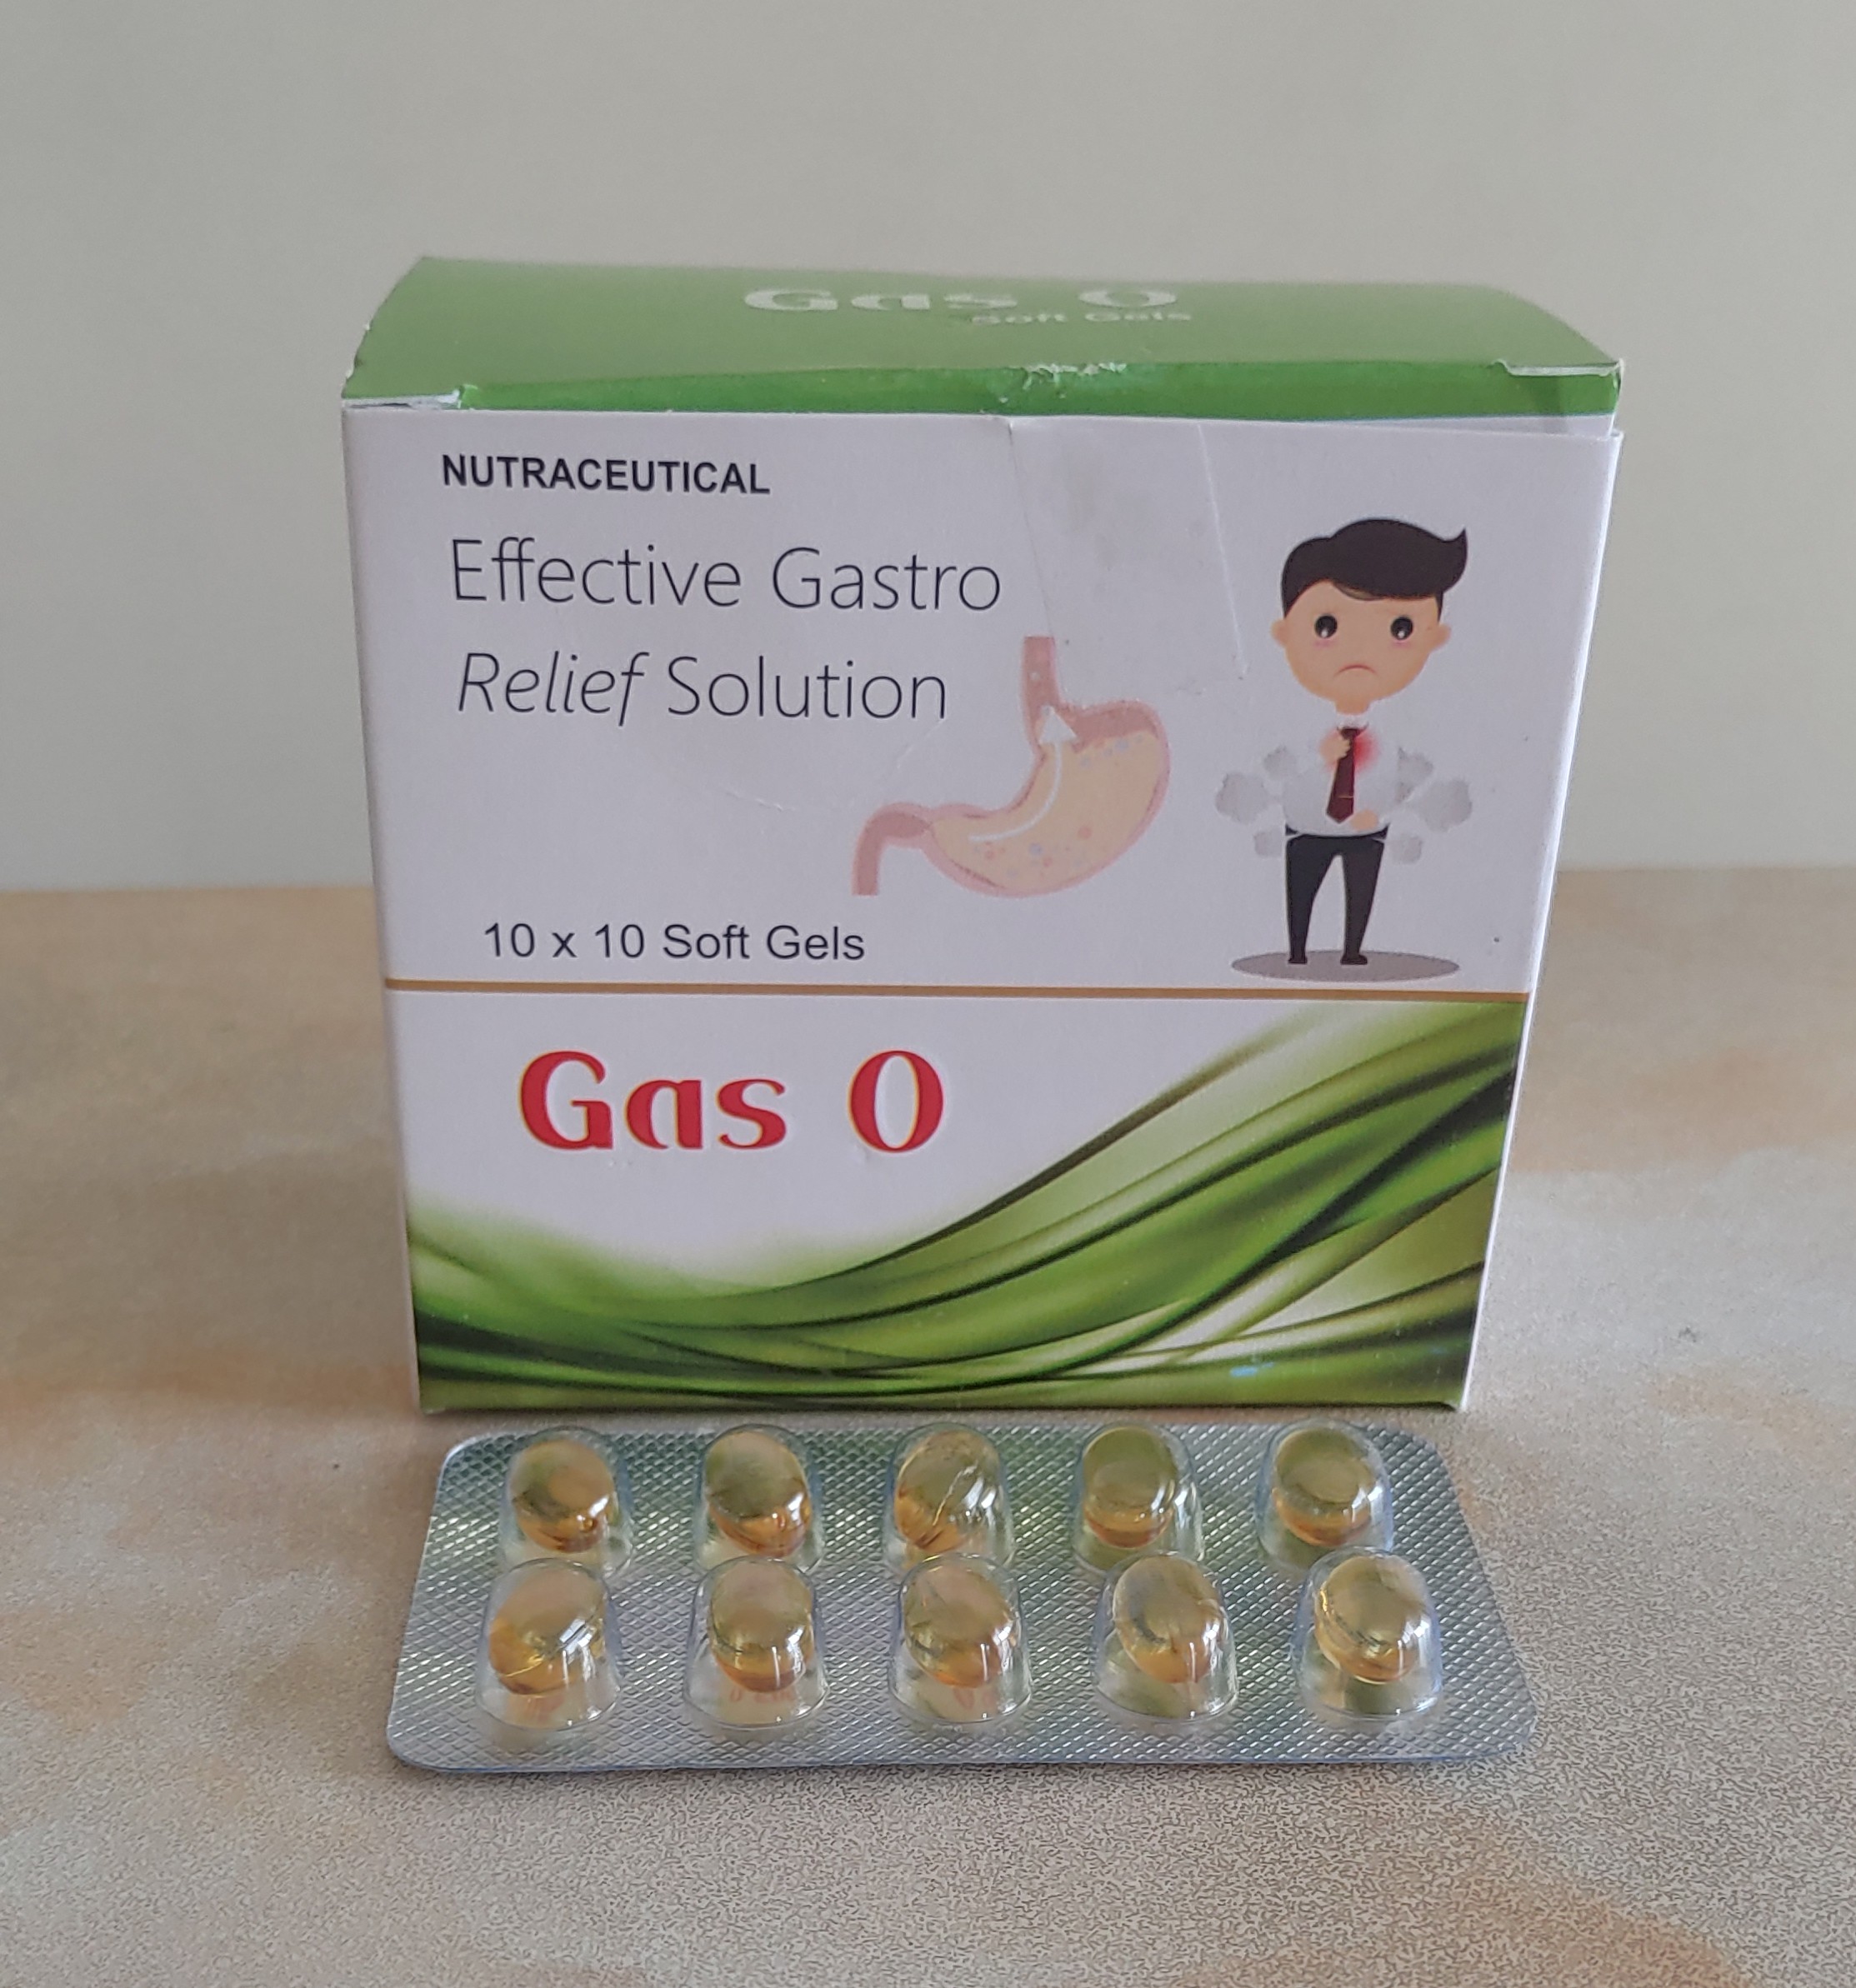 Gas O
Soft Gels
NUTRACEUTICAL
Effective Gastro
Relief Solution
10 x 10 Soft Gels
Gas O